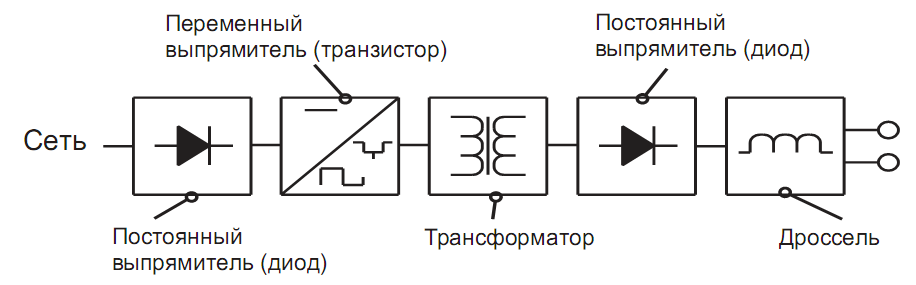 Переменный
выпрямитель (транзистор)
Постоянный
выпрямитель (диод)
Сеть
Постоянный
выпрямитель (диод)
Трансформатор
Дроссель